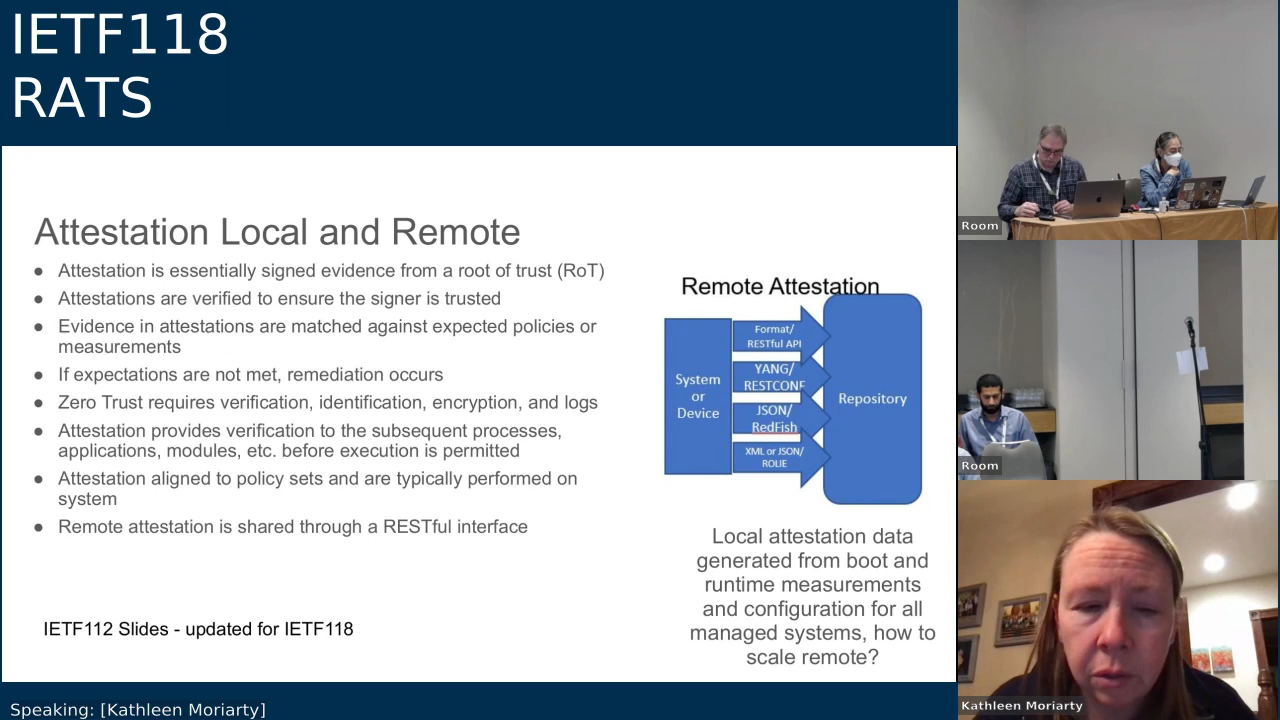 IETF118
RATS
Attestation Local and Remote
● Attestation is essentially signed evidence from a root of trust (RoT)
● Attestations are verified to ensure the signer is trusted
● Evidence in attestations are matched against expected policies or
measurements
● If expectations are not met, remediation occurs
● Zero Trust requires verification, identification, encryption, and logs
● Attestation provides verification to the subsequent processes,
applications, modules, etc. before execution is permitted
● Attestation aligned to policy sets and are typically performed on
system
● Remote attestation is shared through a RESTful interface
IETF112 Slides - updated for IETF118
Remote Attestation
System
or
Device
Format/
RESTful API
YANG/
RESTCONF
JSON/
RedFish
XML or JSON/
ROLIE
Repository
Local attestation data
generated from boot and
runtime measurements
and configuration for all
managed systems, how to
scale remote?
Room
Room
Kathleen Moriarty
Speaking: [Kathleen Moriarty]